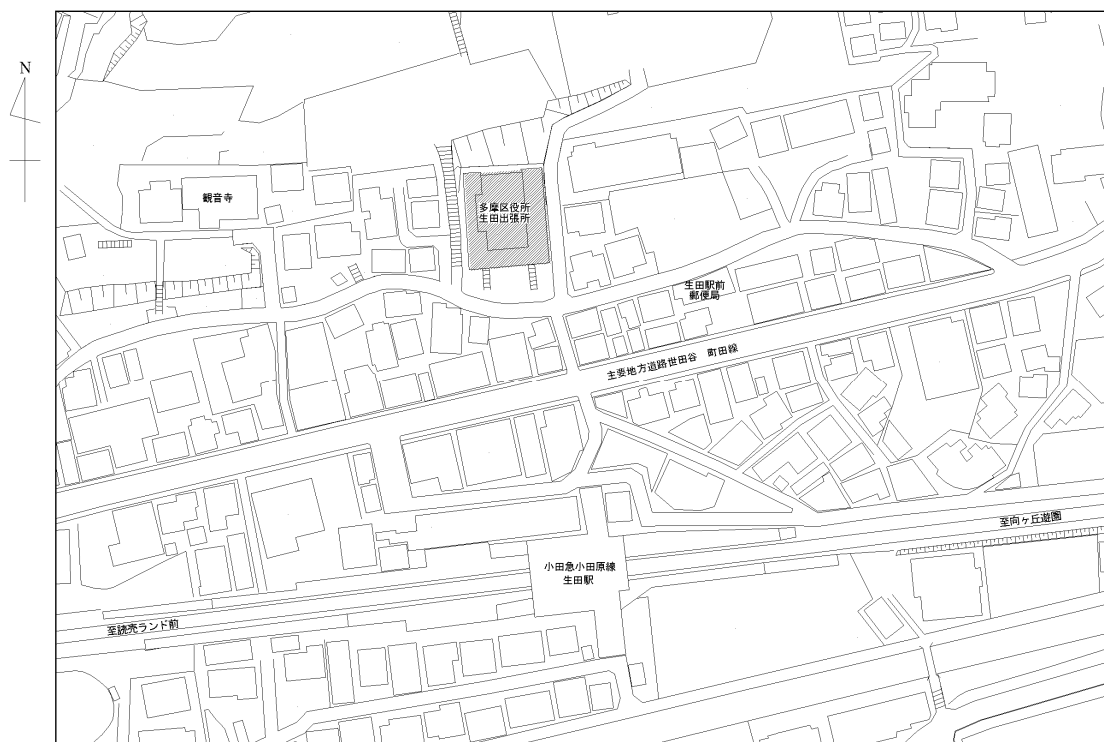 N
観音寺
多摩区役所
生田出張所
生田駅前
郵便局
主要地方道路世田谷 町田線
至向ヶ丘遊園
小田急小田原線
生田駅
至読売ランド前